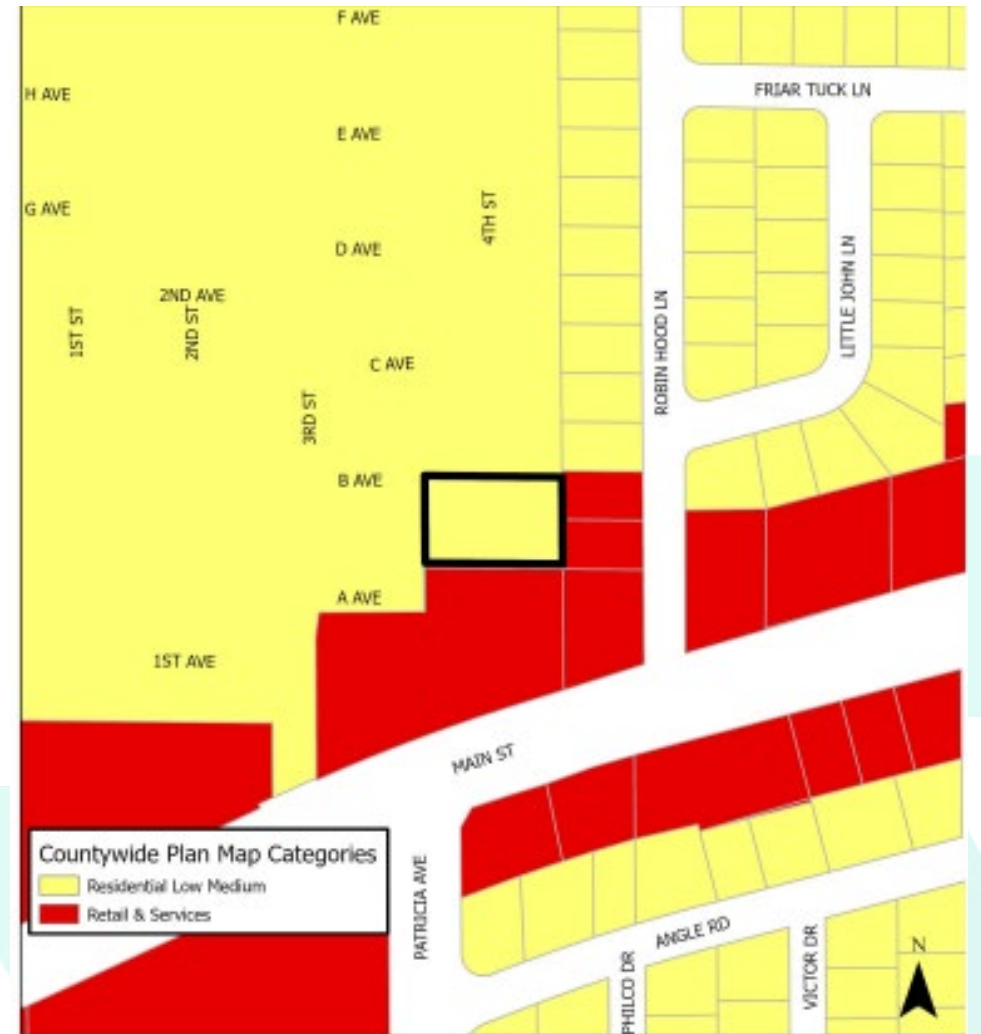 F AVE
FRIAR TUCK LN
H AVE
E AVE
G AVE
4TH ST
D AVE
LITTLE JOHN LN
2ND AVE
1ST ST
2ND ST
ROBIN HOOD LN
C AVE
3RD ST
B AVE
A AVE
1ST AVE
MAIN ST
Countywide Plan Map Categories
Residential Low Medium
Retail & Services
PATRICIA AVE
ANGLE RD
PHILCO DR
VICTOR DR
N